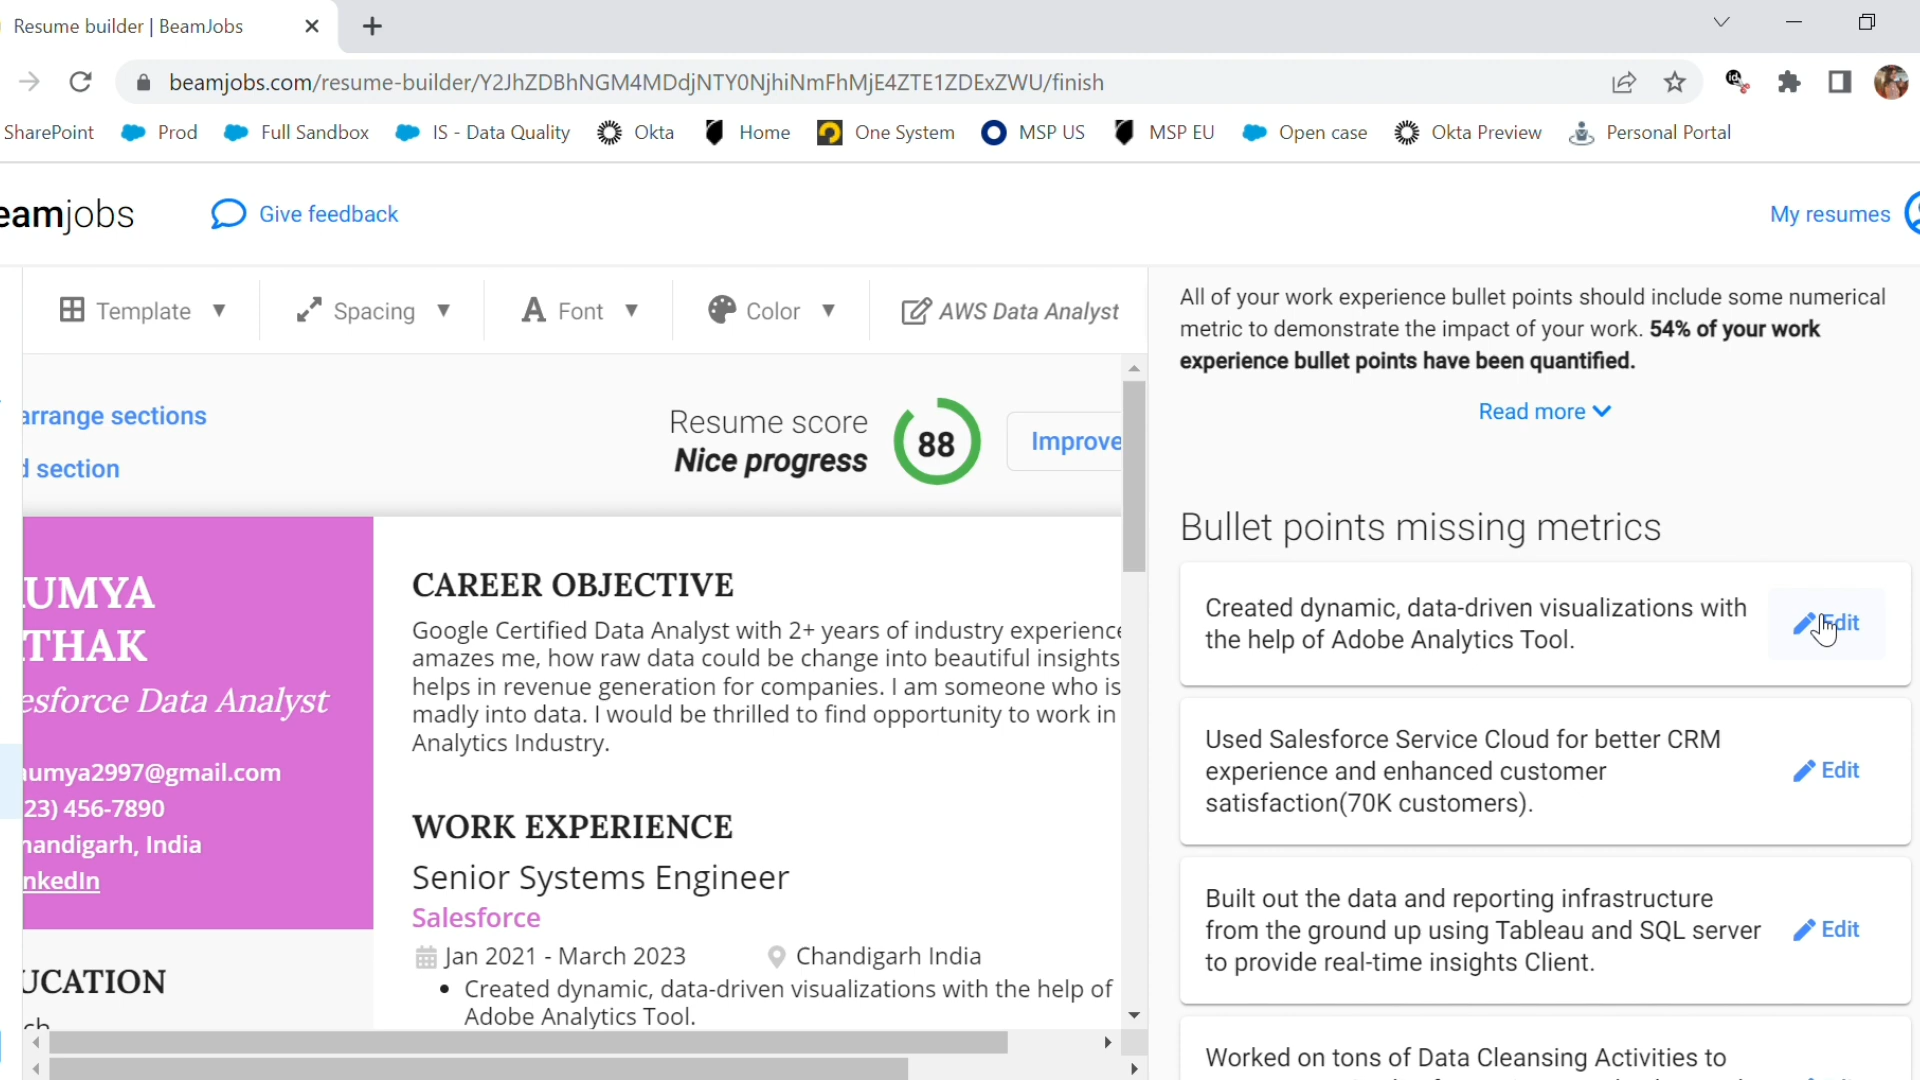 Resume builder | BeamJobs
beamjobs.com/resume-builder/Y2JhZDBhNGM4MDdjNTY0NjhiNmFhMjE4ZTE1ZDExZWU/finish
SharePoint Prod Full Sandbox IS - Data Quality Okta Home One System MSP US MSP EU Open case Okta Preview Personal Portal
eamjobs Give feedback My resumes
Template Spacing Font Color AWS Data Analyst
arrange sections
d section
Resume score
Nice progress
88
Improve
UMYA
THAK
esforce Data Analyst
aumya2997@gmail.com
23) 456-7890
handigarh, India
nkedIn
UCATION
ch
CAREER OBJECTIVE
Google Certified Data Analyst with 2+ years of industry experience
amazes me, how raw data could be change into beautiful insights
helps in revenue generation for companies. I am someone who is
madly into data. I would be thrilled to find opportunity to work in
Analytics Industry.
WORK EXPERIENCE
Senior Systems Engineer
Salesforce
Jan 2021 - March 2023 Chandigarh India
• Created dynamic, data-driven visualizations with the help of
Adobe Analytics Tool.
All of your work experience bullet points should include some numerical
metric to demonstrate the impact of your work. 54% of your work
experience bullet points have been quantified.
Read more
Bullet points missing metrics
Created dynamic, data-driven visualizations with
the help of Adobe Analytics Tool.
Edit
Used Salesforce Service Cloud for better CRM
experience and enhanced customer
satisfaction(70K customers).
Edit
Built out the data and reporting infrastructure
from the ground up using Tableau and SQL server
to provide real-time insights Client.
Edit
Worked on tons of Data Cleansing Activities to